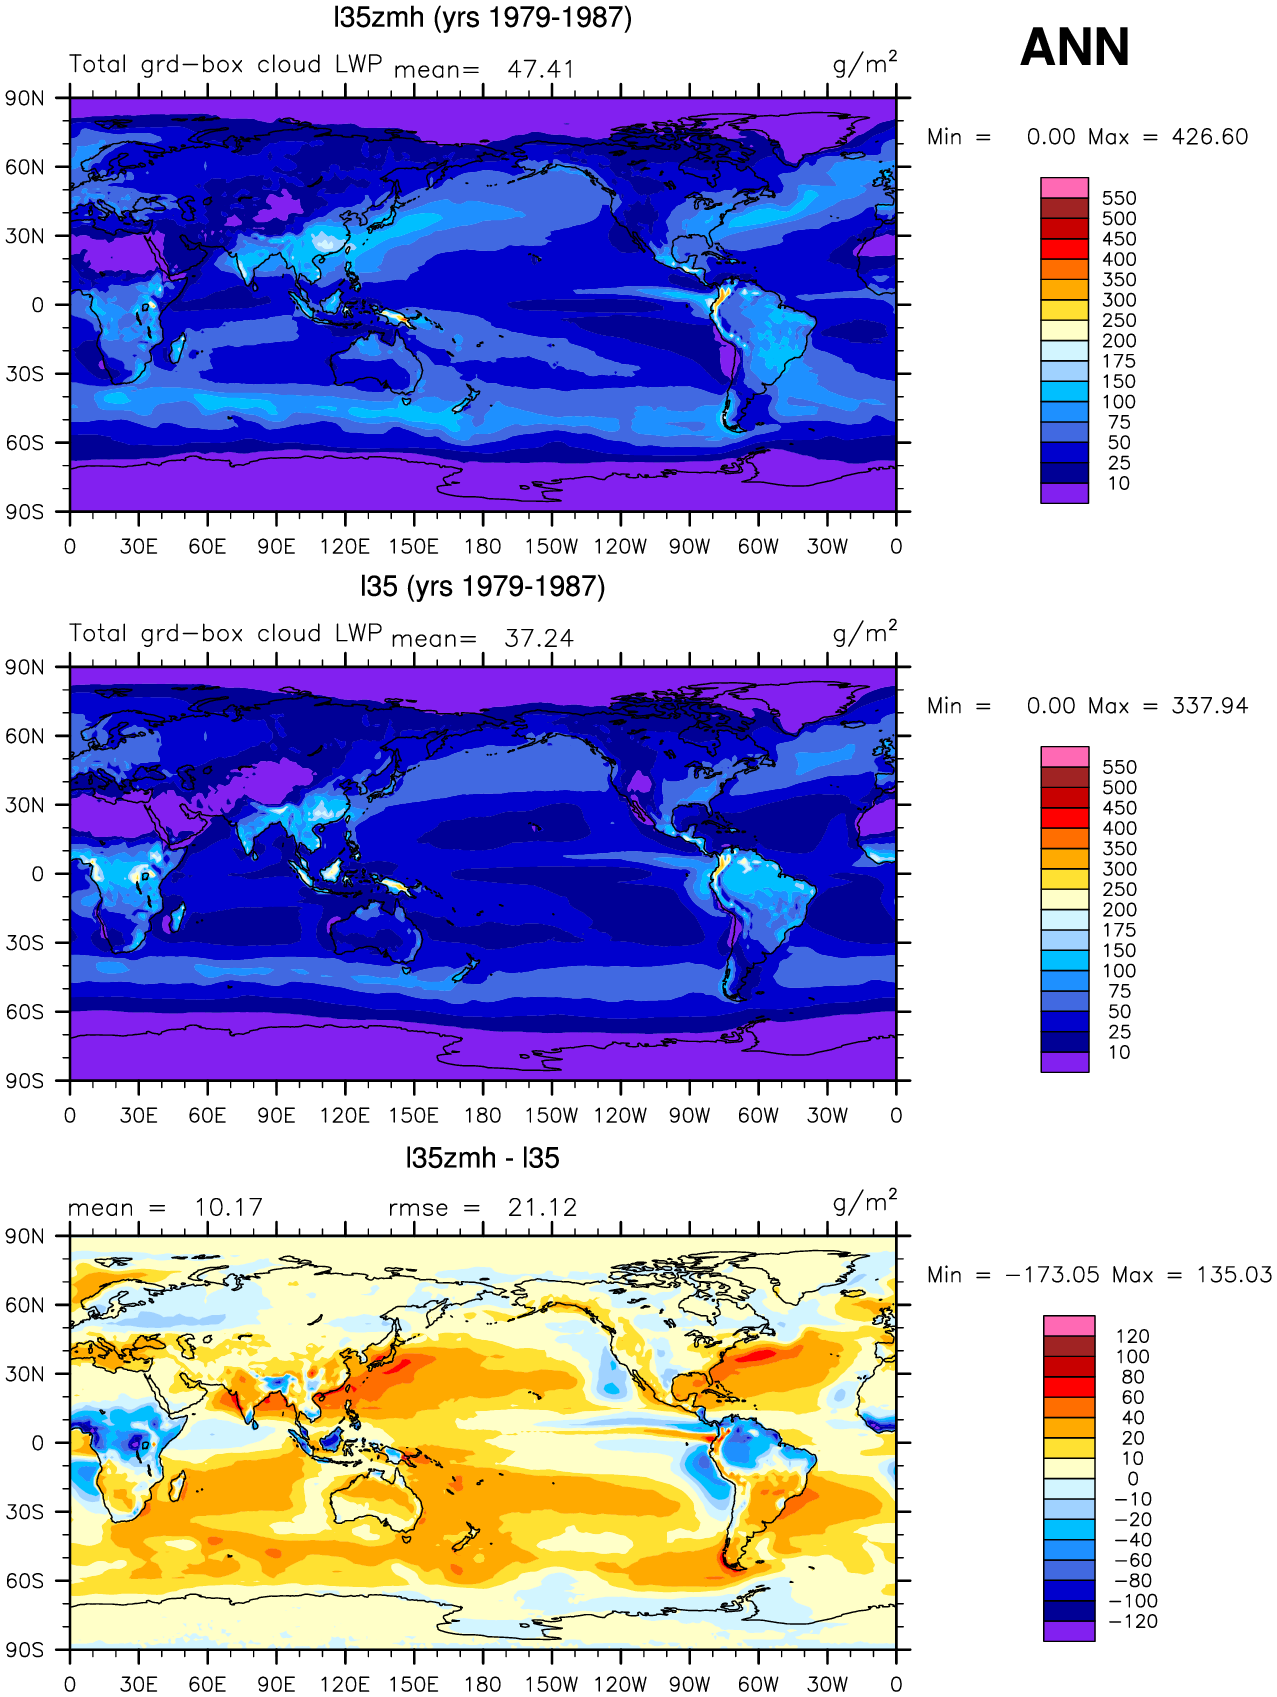 l35zmh (yrs 1979-1987)
ANN
Total grd-box cloud LWP mean= 47.41 g/m²
Min = 0.00 Max = 426.60
90N
60N
30N
0
30S
60S
90S
0 30E 60E 90E 120E 150E 180 150W 120W 90W 60W 30W 0
550
500
450
400
350
300
250
200
175
150
100
75
50
25
10
l35 (yrs 1979-1987)
Total grd-box cloud LWP mean= 37.24 g/m²
Min = 0.00 Max = 337.94
90N
60N
30N
0
30S
60S
90S
0 30E 60E 90E 120E 150E 180 150W 120W 90W 60W 30W 0
550
500
450
400
350
300
250
200
175
150
100
75
50
25
10
l35zmh - l35
mean = 10.17 rmse = 21.12 g/m²
Min = −173.05 Max = 135.03
90N
60N
30N
0
30S
60S
90S
0 30E 60E 90E 120E 150E 180 150W 120W 90W 60W 30W 0
120
100
80
60
40
20
10
0
−10
−20
−40
−60
−80
−100
−120